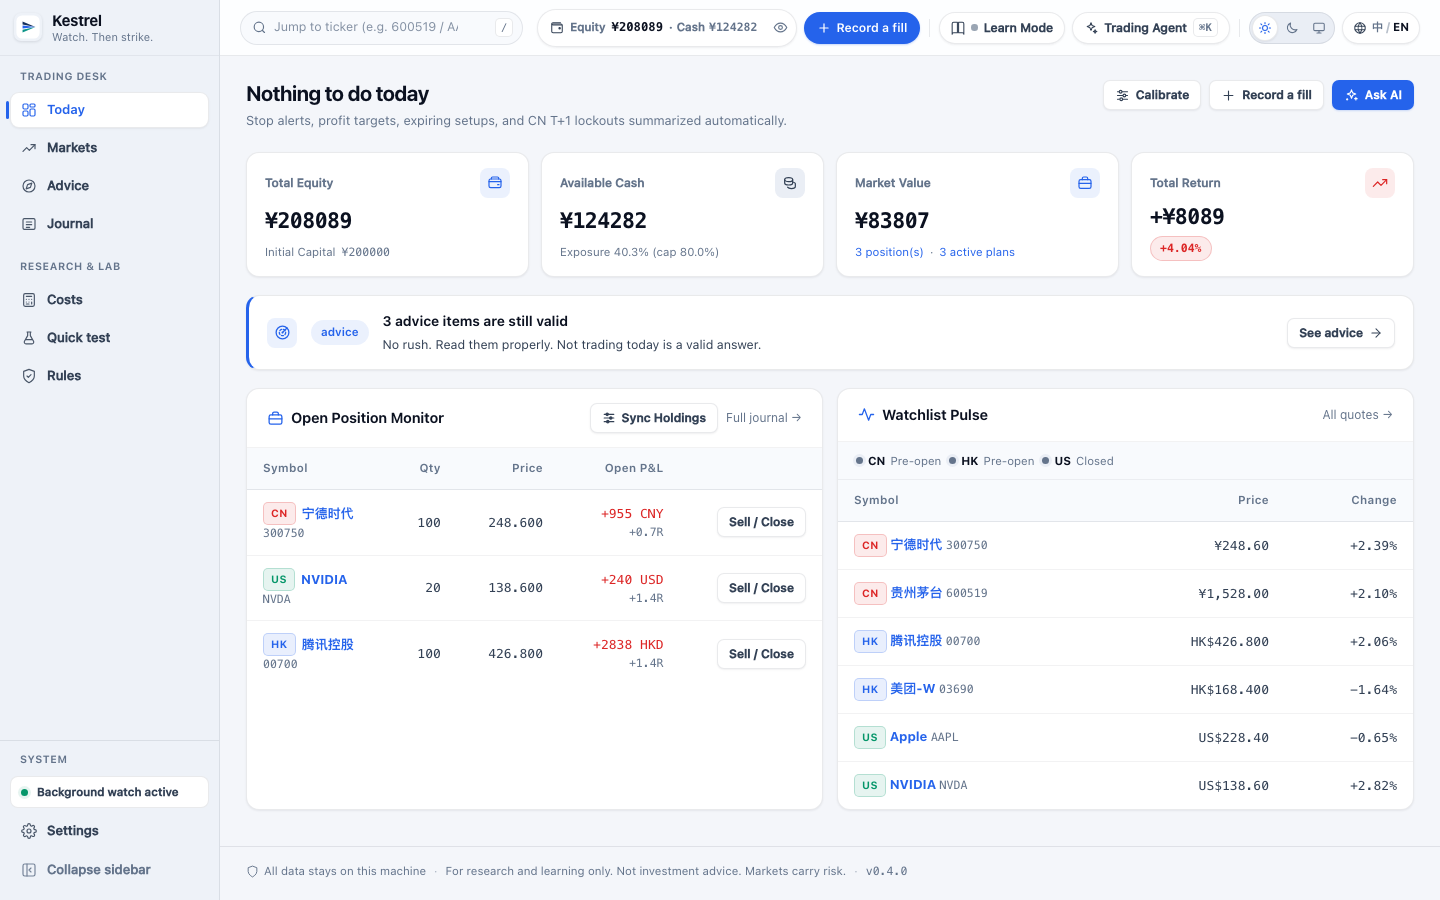 Kestrel
Watch. Then strike.
TRADING DESK
Today
Markets
Advice
Journal
RESEARCH & LAB
Costs
Quick test
Rules
SYSTEM
Background watch active
Settings
Collapse sidebar
Jump to ticker (e.g. 600519 / A/
/
Equity ¥208089 · Cash ¥124282
+ Record a fill
Learn Mode
Trading Agent ⌘K
中 / EN
Nothing to do today
Stop alerts, profit targets, expiring setups, and CN T+1 lockouts summarized automatically.
Calibrate
+ Record a fill
Ask AI
Total Equity
¥208089
Initial Capital ¥200000
Available Cash
¥124282
Exposure 40.3% (cap 80.0%)
Market Value
¥83807
3 position(s) · 3 active plans
Total Return
+¥8089
+4.04%
advice
3 advice items are still valid
No rush. Read them properly. Not trading today is a valid answer.
See advice →
Open Position Monitor
Sync Holdings
Full journal →
Symbol Qty Price Open P&L
CN 宁德时代 100 248.600 +955 CNY Sell / Close
300750 +0.7R
US NVIDIA 20 138.600 +240 USD Sell / Close
NVDA +1.4R
HK 腾讯控股 100 426.800 +2838 HKD Sell / Close
00700 +1.4R
Watchlist Pulse
All quotes →
CN Pre-open HK Pre-open US Closed
Symbol Price Change
CN 宁德时代 300750 ¥248.60 +2.39%
CN 贵州茅台 600519 ¥1,528.00 +2.10%
HK 腾讯控股 00700 HK$426.800 +2.06%
HK 美团-W 03690 HK$168.400 −1.64%
US Apple AAPL US$228.40 −0.65%
US NVIDIA NVDA US$138.60 +2.82%
All data stays on this machine · For research and learning only. Not investment advice. Markets carry risk. · v0.4.0